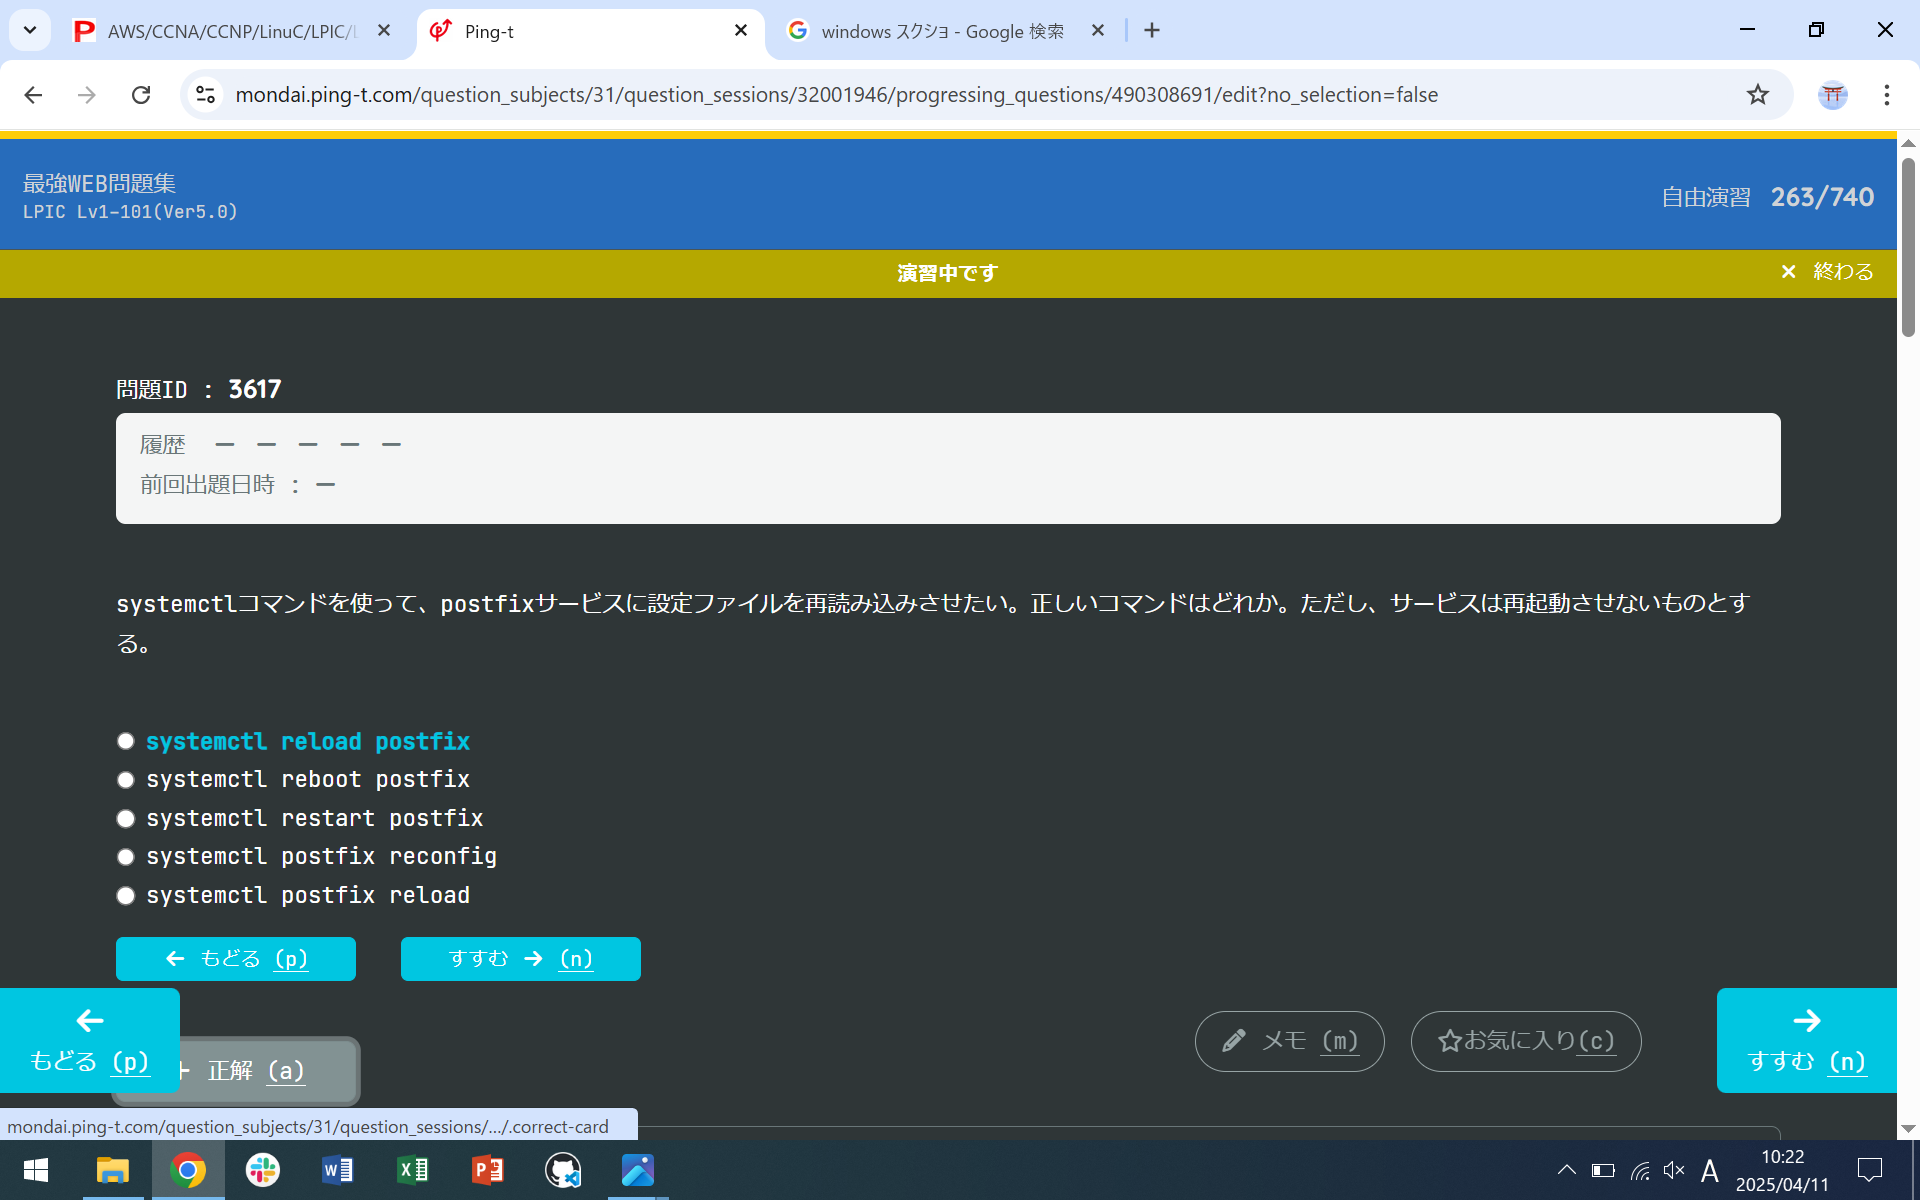 AWS/CCNA/CCNP/LinuC/LPIC/
Ping-t
windows スクショ - Google 検索
mondai.ping-t.com/question_subjects/31/question_sessions/32001946/progressing_questions/490308691/edit?no_selection=false
最強WEB問題集
LPIC Lv1-101(Ver5.0)
自由演習 263/740
演習中です
× 終わる
問題ID : 3617
履歴 ー ー ー ー ー
前回出題日時 : ー
systemctlコマンドを使って、postfixサービスに設定ファイルを再読み込みさせたい。正しいコマンドはどれか。ただし、サービスは再起動させないものとす
る。
systemctl reload postfix
systemctl reboot postfix
systemctl restart postfix
systemctl postfix reconfig
systemctl postfix reload
← もどる (p)
すすむ → (n)
←
もどる (p)
正解 (a)
メモ (m)
☆お気に入り(c)
→
すすむ (n)
mondai.ping-t.com/question_subjects/31/question_sessions/.../.correct-card
A
10:22
2025/04/11